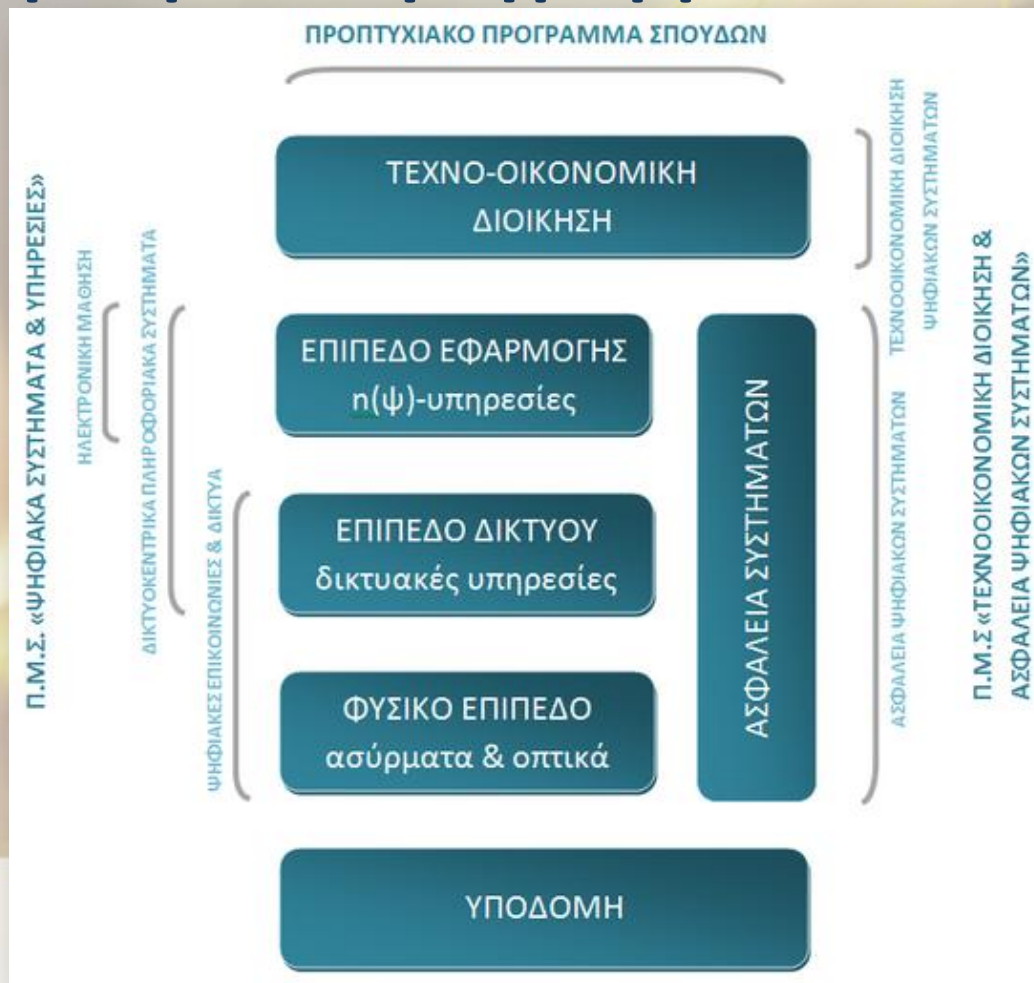 ΠΡΟΠΤΥΧΙΑΚΟ ΠΡΟΓΡΑΜΜΑ ΣΠΟΥΔΩΝ
Π.Μ.Σ. «ΨΗΦΙΑΚΑ ΣΥΣΤΗΜΑΤΑ & ΥΠΗΡΕΣΙΕΣ»
ΗΛΕΚΤΡΟΝΙΚΗ ΜΑΘΗΣΗ
ΔΙΚΤΥΟΚΕΝΤΡΙΚΑ ΠΛΗΡΟΦΟΡΙΑΚΑ ΣΥΣΤΗΜΑΤΑ
ΨΗΦΙΑΚΕΣ ΕΠΙΚΟΙΝΩΝΙΕΣ & ΔΙΚΤΥΑ
ΤΕΧΝΟ-ΟΙΚΟΝΟΜΙΚΗ
ΔΙΟΙΚΗΣΗ
ΕΠΙΠΕΔΟ ΕΦΑΡΜΟΓΗΣ
n(ψ)-υπηρεσίες
ΕΠΙΠΕΔΟ ΔΙΚΤΥΟΥ
δικτυακές υπηρεσίες
ΦΥΣΙΚΟ ΕΠΙΠΕΔΟ
ασύρματα & οπτικά
ΑΣΦΑΛΕΙΑ ΣΥΣΤΗΜΑΤΩΝ
ΥΠΟΔΟΜΗ
ΤΕΧΝΟΟΙΚΟΝΟΜΙΚΗ ΔΙΟΙΚΗΣΗ
ΨΗΦΙΑΚΩΝ ΣΥΣΤΗΜΑΤΩΝ
ΑΣΦΑΛΕΙΑ ΨΗΦΙΑΚΩΝ ΣΥΣΤΗΜΑΤΩΝ
Π.Μ.Σ «ΤΕΧΝΟΟΙΚΟΝΟΜΙΚΗ ΔΙΟΙΚΗΣΗ &
ΑΣΦΑΛΕΙΑ ΨΗΦΙΑΚΩΝ ΣΥΣΤΗΜΑΤΩΝ»